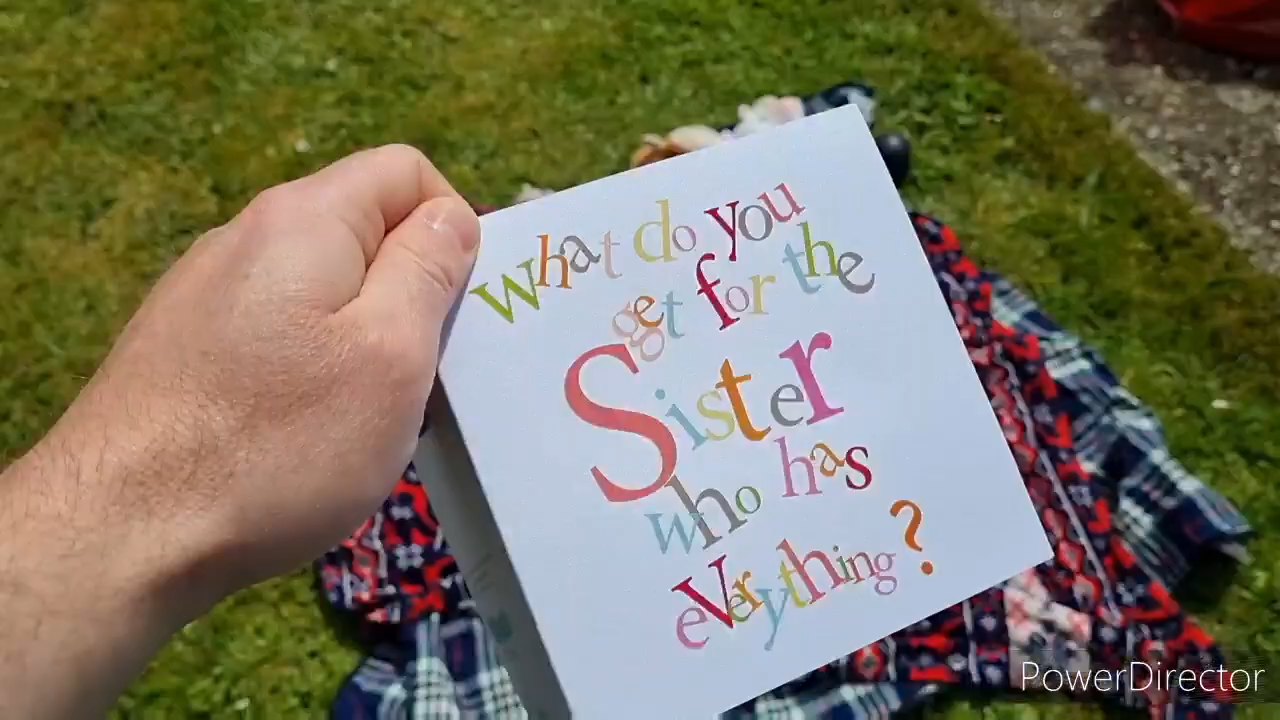 What do you
get for the
Sister
who has
everything?
PowerDirector